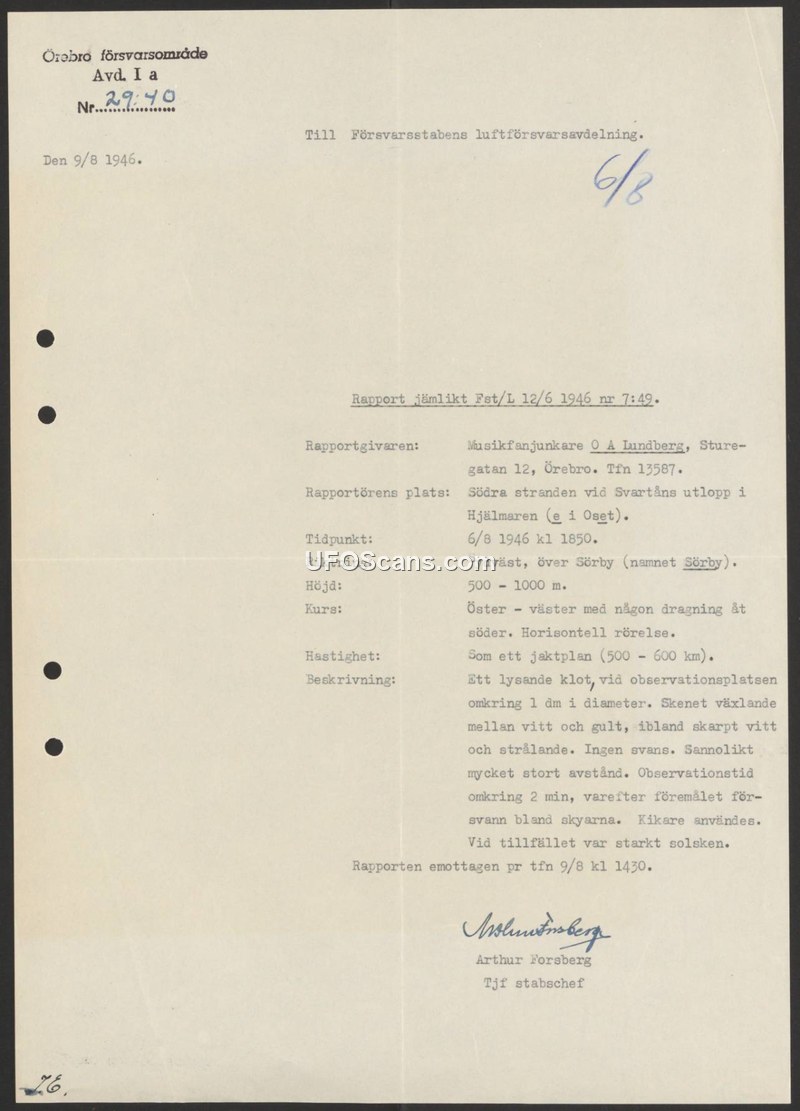 Örebro försvarsområde
Avd. I a
Nr. 29:40
Till Försvarsstabens luftförsvarsavdelning.
Den 9/8 1946.
6/8
Rapport jämlikt Fst/L 12/6 1946 nr 7:49.
Rapportgivaren: Musikfanjunkare O A Lundberg, Sture-
gatan 12, Örebro. Tfn 13587.
Rapportörens plats: Södra stranden vid Svartåns utlopp i
Hjälmaren (e i Oset).
Tidpunkt: 6/8 1946 kl 1850.
UFOScans.com
över Sörby (namnet Sörby).
Höjd: 500 - 1000 m.
Kurs: Öster - väster med någon dragning åt
söder. Horisontell rörelse.
Hastighet: Som ett jaktplan (500 - 600 km).
Beskrivning: Ett lysande klot, vid observationsplatsen
omkring 1 dm i diameter. Skenet växlande
mellan vitt och gult, ibland skarpt vitt
och strålande. Ingen svans. Sannolikt
mycket stort avstånd. Observationstid
omkring 2 min, varefter föremålet för-
svann bland skyarna. Kikare användes.
Vid tillfället var starkt solsken.
Rapporten emottagen pr tfn 9/8 kl 1430.
Arthur Forsberg
Tjf stabschef